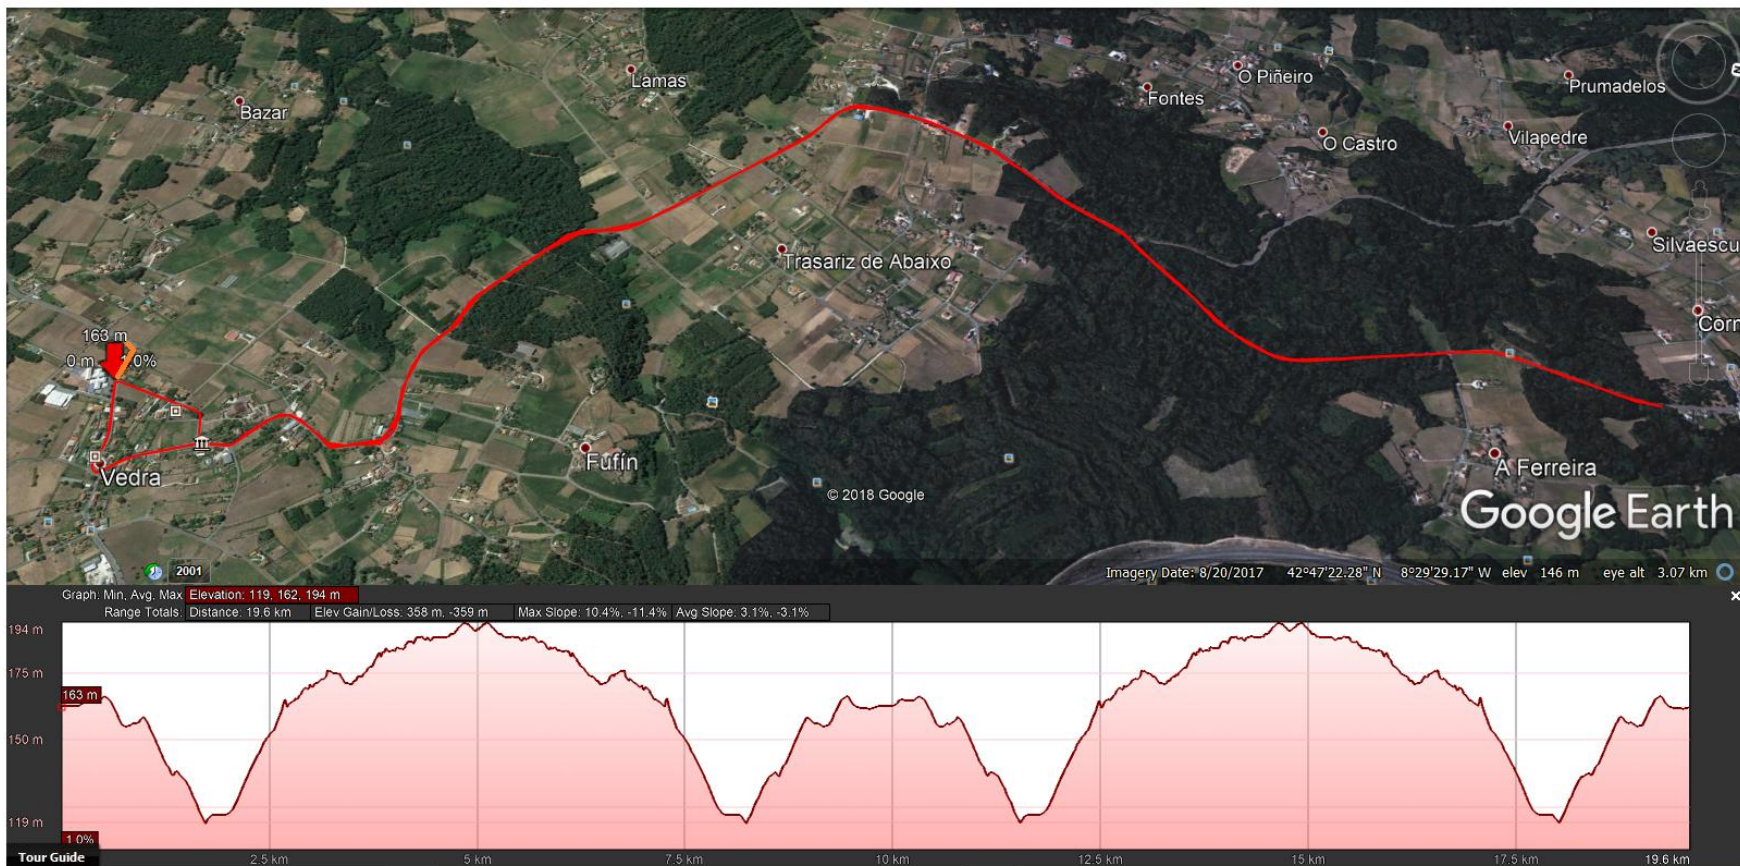 Lamas
Bazar
O Piñeiro
Fontes
Prumadelos
O Castro
Vilapedre
Trasariz de Abaixo
Silvaescu
Corn
163 m
0 m
1.0%
Vedra
Fufín
A Ferreira
© 2018 Google
Google Earth
2001
Imagery Date: 8/20/2017 42°47'22.28" N 8°29'29.17" W elev 146 m eye alt 3.07 km
Graph: Min, Avg, Max Elevation: 119, 162, 194 m
Range Totals: Distance: 19.6 km Elev Gain/Loss: 358 m, -359 m Max Slope: 10.4%, -11.4% Avg Slope: 3.1%, -3.1%
194 m
175 m
163 m
150 m
119 m
1.0%
Tour Guide
2.5 km 5 km 7.5 km 10 km 12.5 km 15 km 17.5 km 19.6 km